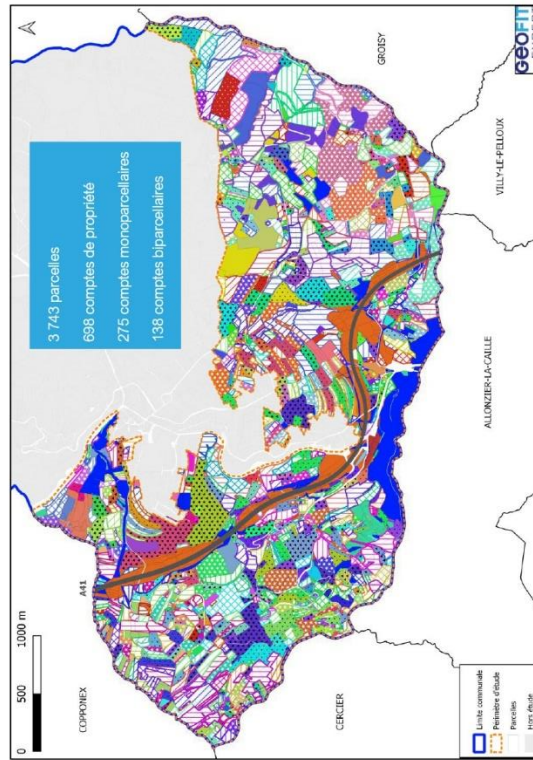 3 743 parcelles
698 comptes de propriété
275 comptes monoparcellaires
138 comptes biparcellaires
0 500 1000 m
COPPONEX
A41
CERCIER
ALLONZIER-LA-CAILLE
VILLY-LE-PELLOUX
GROISY
Limite communale
Périmètre d'étude
Parcelles
Hors étude
GEOFIT